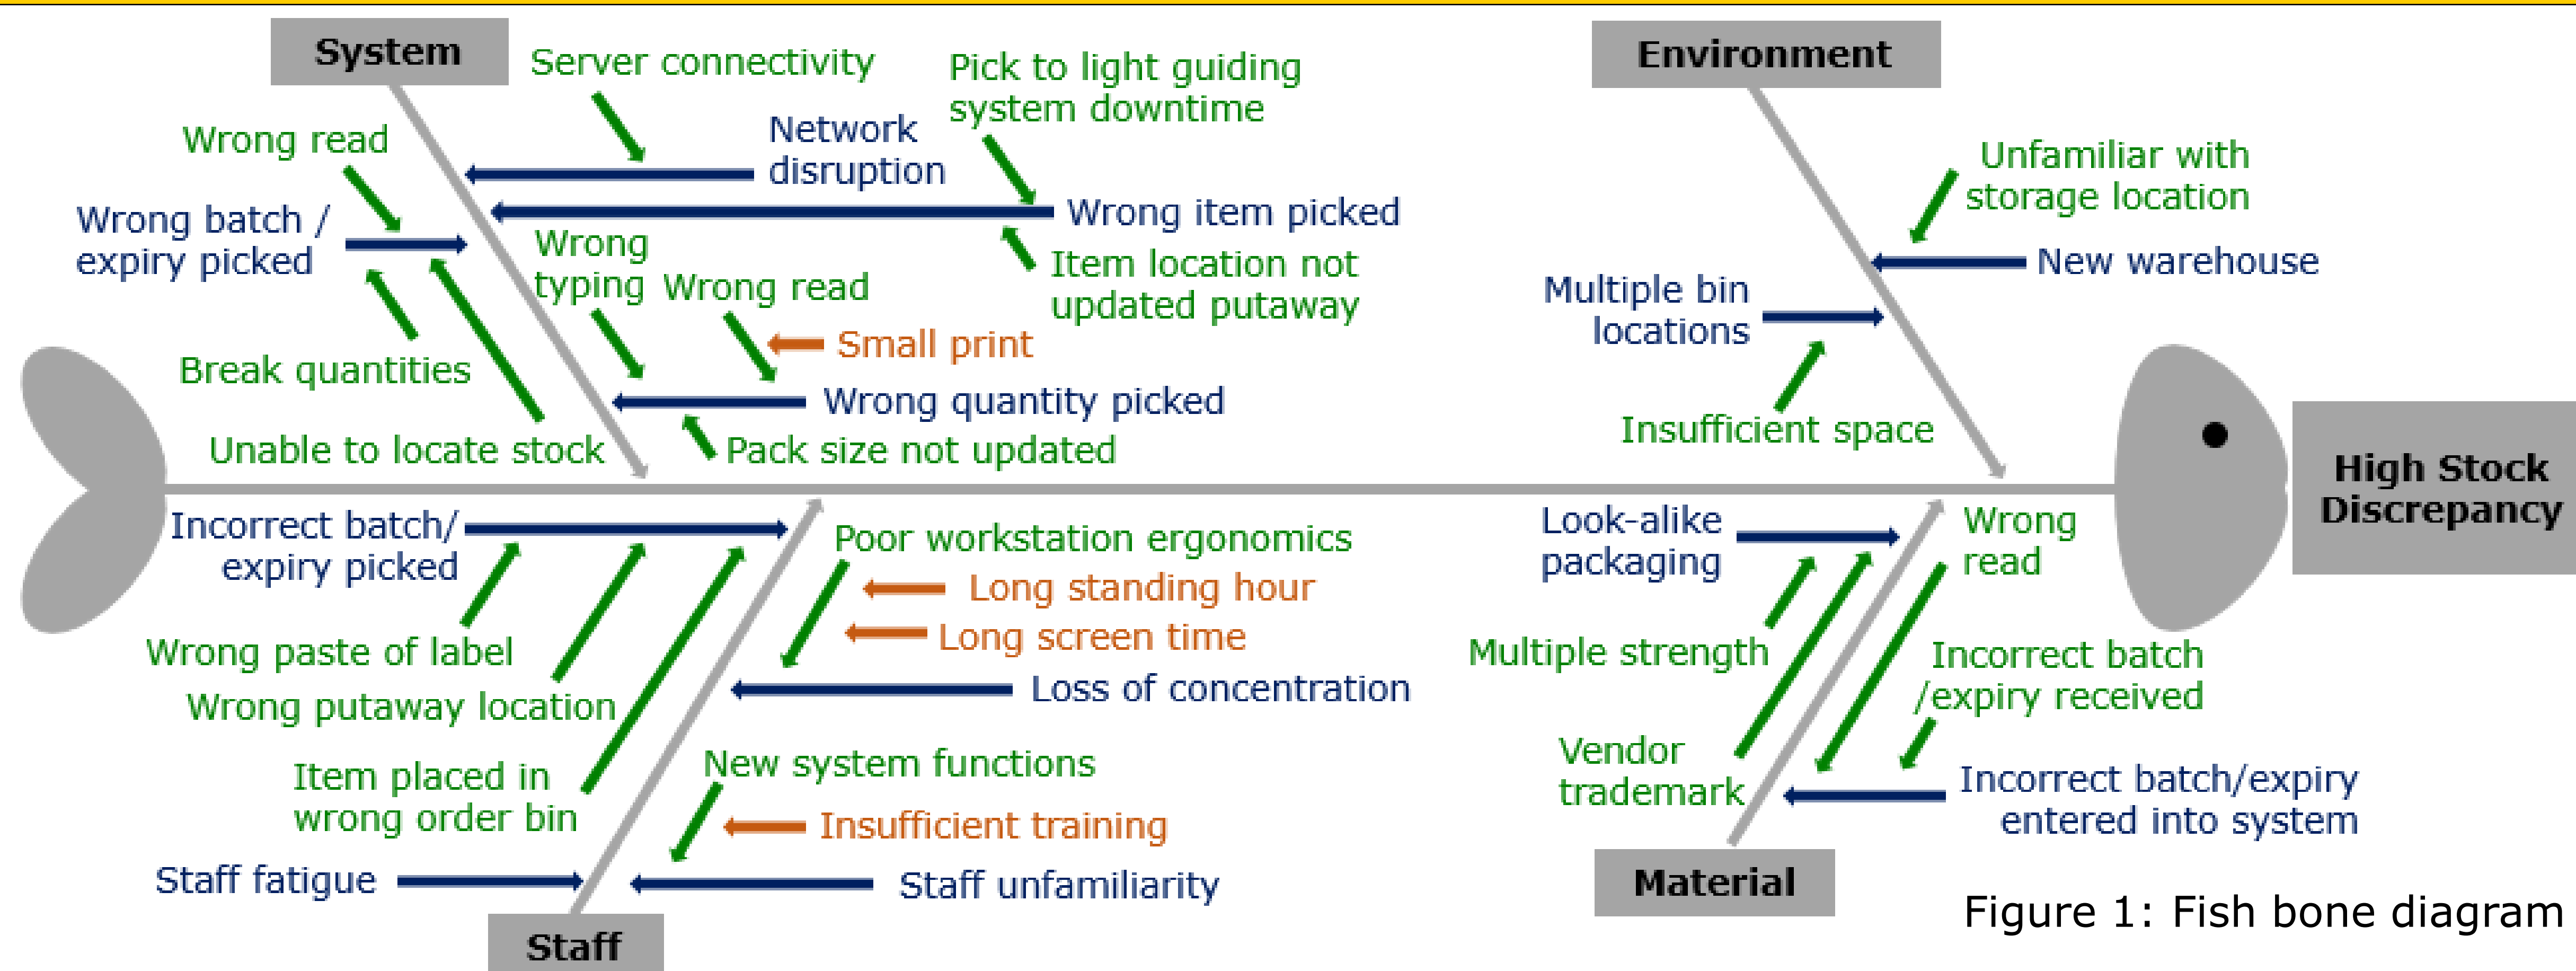 System
Server connectivity
Pick to light guiding
system downtime
Network
disruption
Wrong read
Wrong batch /
expiry picked
Wrong item picked
Wrong
typing
Wrong read
Item location not
updated putaway
Small print
Break quantities
Wrong quantity picked
Unable to locate stock
Pack size not updated
Environment
Unfamiliar with
storage location
New warehouse
Multiple bin
locations
Insufficient space
High Stock
Discrepancy
Incorrect batch/
expiry picked
Poor workstation ergonomics
Long standing hour
Long screen time
Wrong paste of label
Loss of concentration
Wrong putaway location
Item placed in
wrong order bin
New system functions
Insufficient training
Staff fatigue
Staff unfamiliarity
Staff
Look-alike
packaging
Wrong
read
Multiple strength
Incorrect batch
/expiry received
Vendor
trademark
Incorrect batch/expiry
entered into system
Material
Figure 1: Fish bone diagram